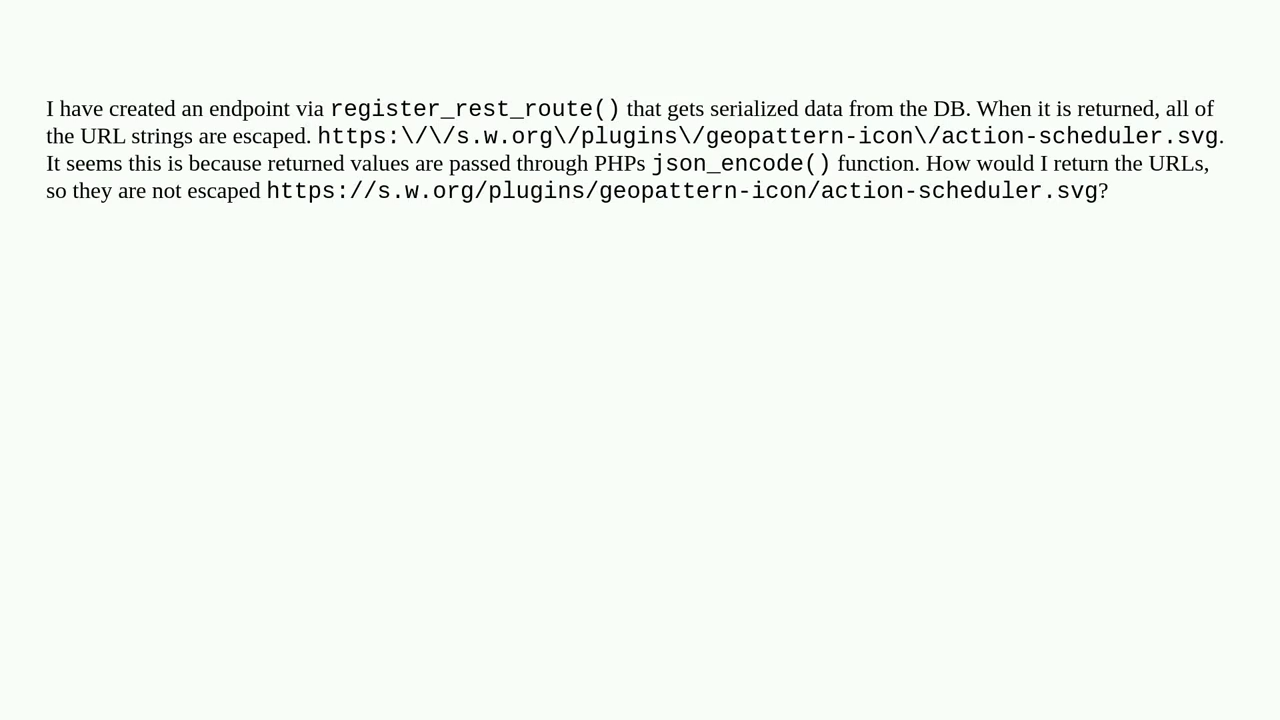 I have created an endpoint via register_rest_route() that gets serialized data from the DB. When it is returned, all of
the URL strings are escaped. https:\/\/s.w.org\/plugins\/geopattern-icon\/action-scheduler.svg.
It seems this is because returned values are passed through PHPs json_encode() function. How would I return the URLs,
so they are not escaped https://s.w.org/plugins/geopattern-icon/action-scheduler.svg?